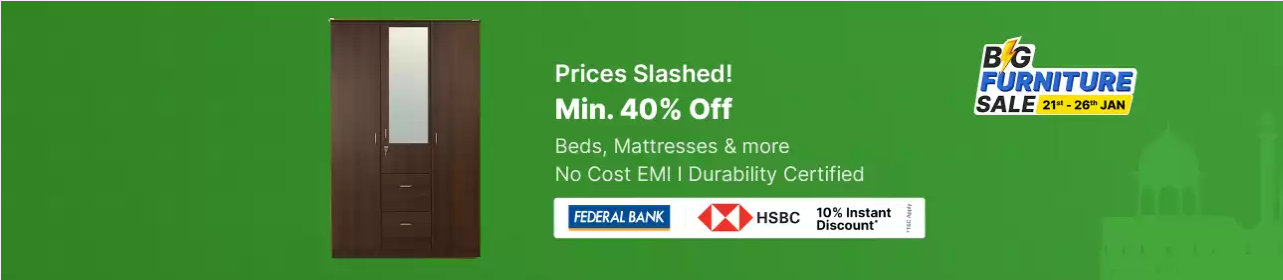 Prices Slashed!
Min. 40% Off
Beds, Mattresses & more
No Cost EMI I Durability Certified
FEDERAL BANK
HSBC
10% Instant
Discount*
*T&C Apply
BIG
FURNITURE
SALE 21st - 26th JAN